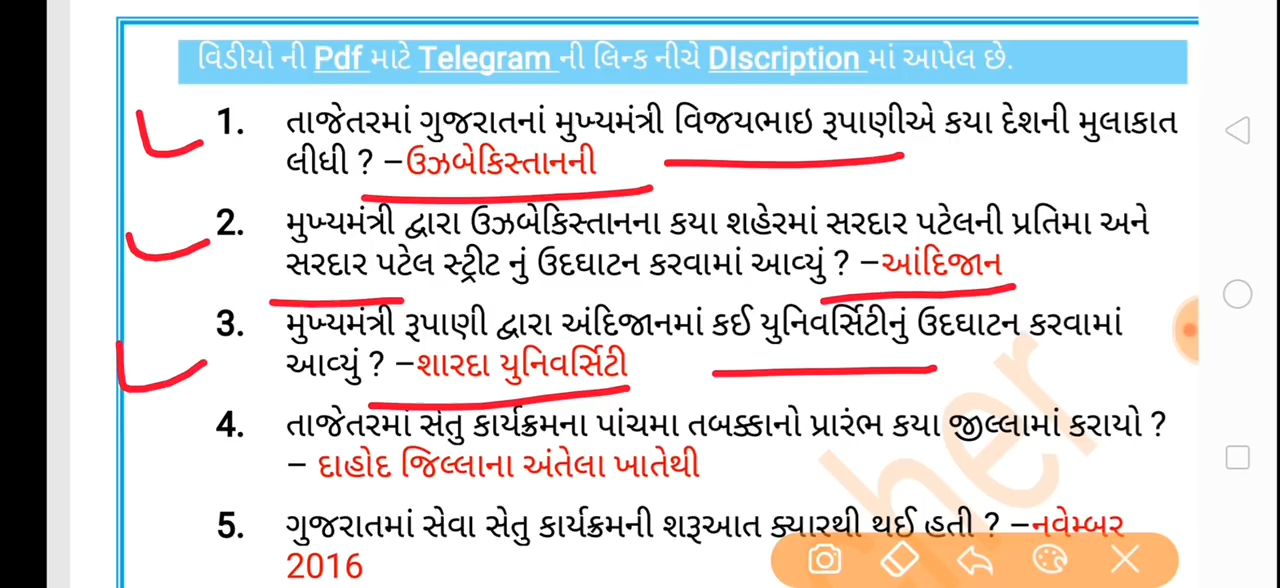 વિડીયો ની Pdf માટે Telegram ની લિન્ક નીચે DIscription માં આપેલ છે.
1. તાજેતરમાં ગુજરાતનાં મુખ્યમંત્રી વિજયભાઇ રૂપાણીએ કયા દેશની મુલાકાત
લીધી ? –ઉઝબેકિસ્તાનની
2. મુખ્યમંત્રી દ્વારા ઉઝબેકિસ્તાનના કયા શહેરમાં સરદાર પટેલની પ્રતિમા અને
સરદાર પટેલ સ્ટ્રીટ નું ઉદઘાટન કરવામાં આવ્યું ? –આંદિજાન
3. મુખ્યમંત્રી રૂપાણી દ્વારા અંદિજાનમાં કઈ યુનિવર્સિટીનું ઉદઘાટન કરવામાં
આવ્યું ? –શારદા યુનિવર્સિટી
4. તાજેતરમાં સેતુ કાર્યક્રમના પાંચમા તબક્કાનો પ્રારંભ કયા જીલ્લામાં કરાયો ?
– દાહોદ જિલ્લાના અંતેલા ખાતેથી
5. ગુજરાતમાં સેવા સેતુ કાર્યક્રમની શરૂઆત ક્યારથી થઈ હતી ? –નવેમ્બર
2016
her